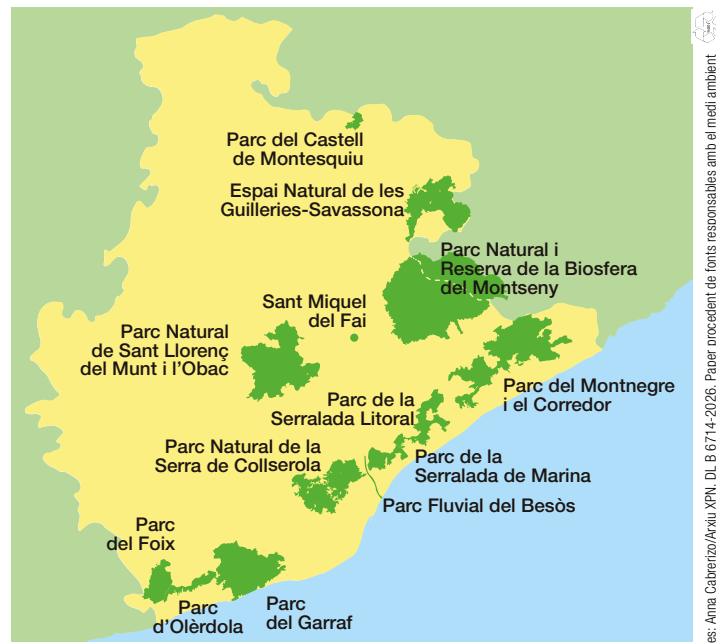 Parc del Castell
de Montesquiu
Espai Natural de les
Guilleries-Savassona
Parc Natural i
Reserva de la Biosfera
del Montseny
Sant Miquel
del Fai
Parc Natural
de Sant Llorenç
del Munt i l'Obac
Parc del Montnegre
i el Corredor
Parc de la
Serralada Litoral
Parc Natural de la
Serra de Collserola
Parc de la
Serralada de Marina
Parc Fluvial del Besòs
Parc
del Foix
Parc
d'Olèrdola
Parc
del Garraf
es: Anna Cabrerizo/Arxiu XPN. DL B 6714-2026. Paper procedent de fonts responsables amb el medi ambient